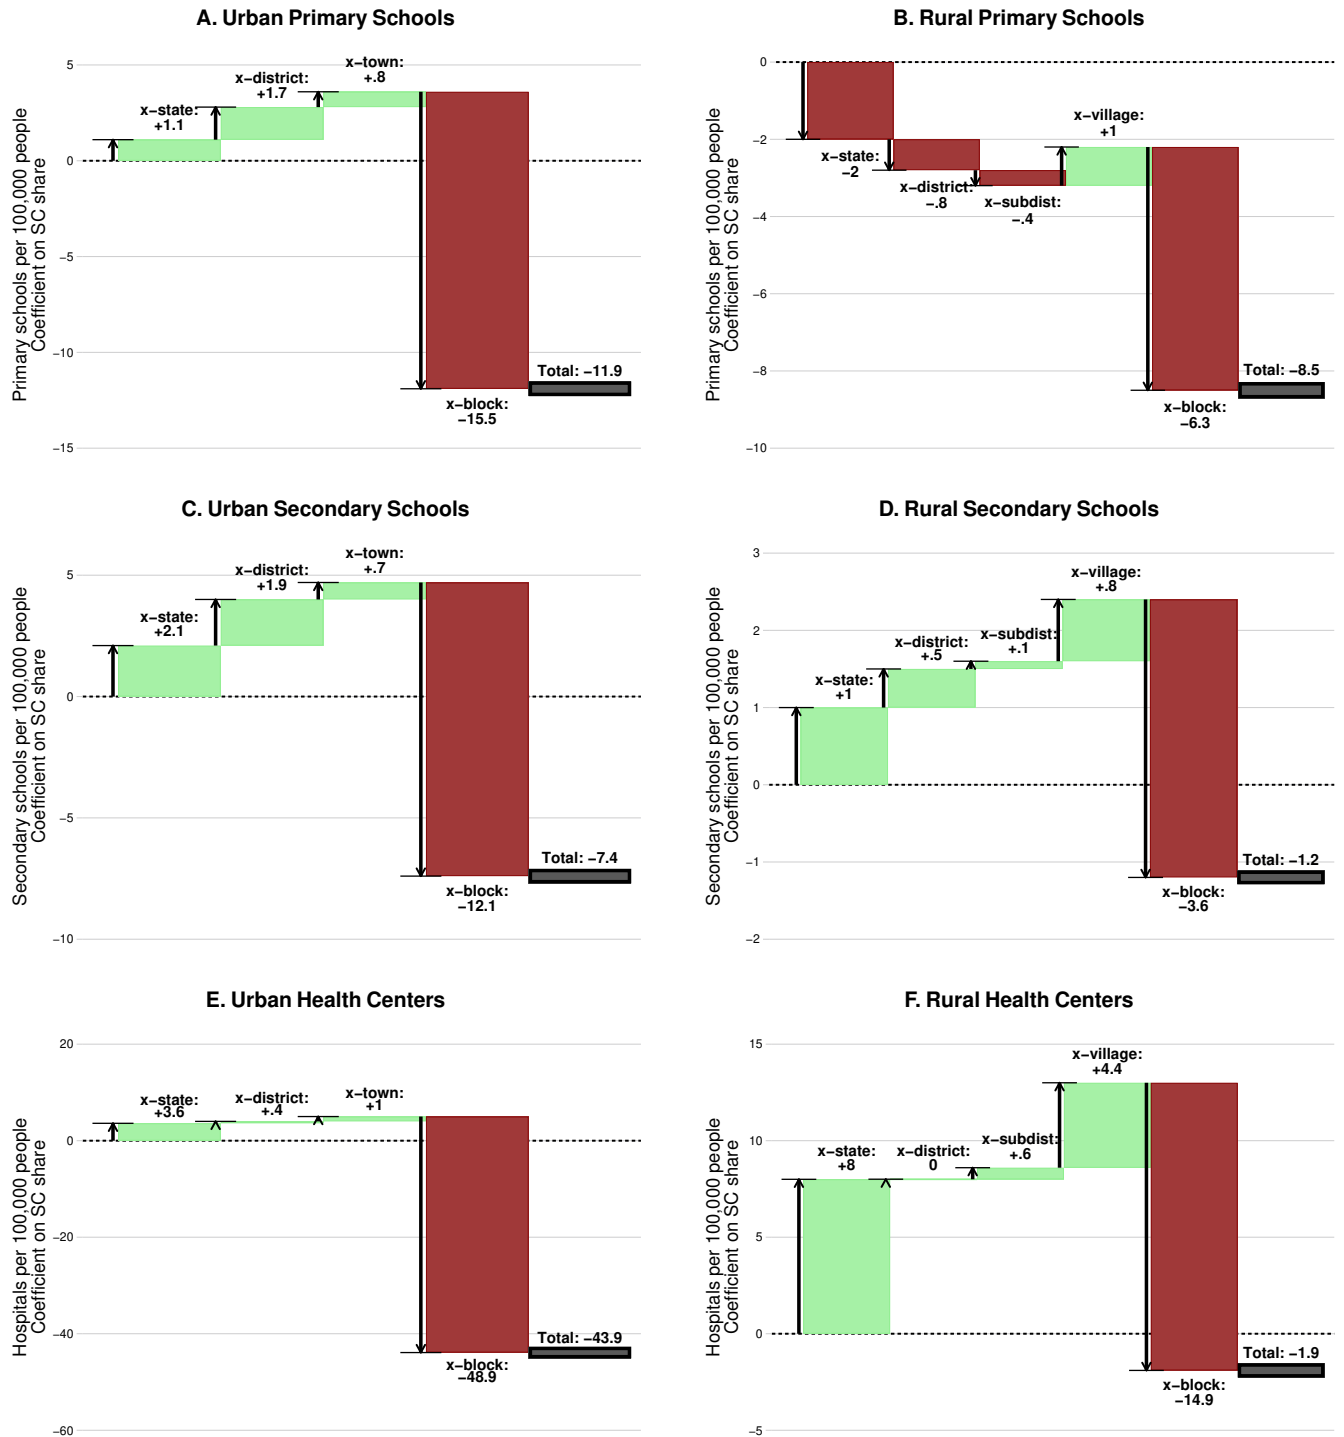 A. Urban Primary Schools
Primary schools per 100,000 people
Coefficient on SC share
5
0
−5
−10
−15
x−state:
+1.1
x−district:
+1.7
x−town:
+.8
x−block:
−15.5
Total: −11.9
B. Rural Primary Schools
Primary schools per 100,000 people
Coefficient on SC share
0
−2
−4
−6
−8
−10
x−state:
−2
x−district:
−.8
x−subdist:
−.4
x−village:
+1
x−block:
−6.3
Total: −8.5
C. Urban Secondary Schools
Secondary schools per 100,000 people
Coefficient on SC share
5
0
−5
−10
x−state:
+2.1
x−district:
+1.9
x−town:
+.7
x−block:
−12.1
Total: −7.4
D. Rural Secondary Schools
Secondary schools per 100,000 people
Coefficient on SC share
3
2
1
0
−1
−2
x−state:
+1
x−district:
+.5
x−subdist:
+.1
x−village:
+.8
x−block:
−3.6
Total: −1.2
E. Urban Health Centers
Hospitals per 100,000 people
Coefficient on SC share
20
0
−20
−40
−60
x−state:
+3.6
x−district:
+.4
x−town:
+1
x−block:
−48.9
Total: −43.9
F. Rural Health Centers
Hospitals per 100,000 people
Coefficient on SC share
15
10
5
0
−5
x−state:
+8
x−district:
0
x−subdist:
+.6
x−village:
+4.4
x−block:
−14.9
Total: −1.9